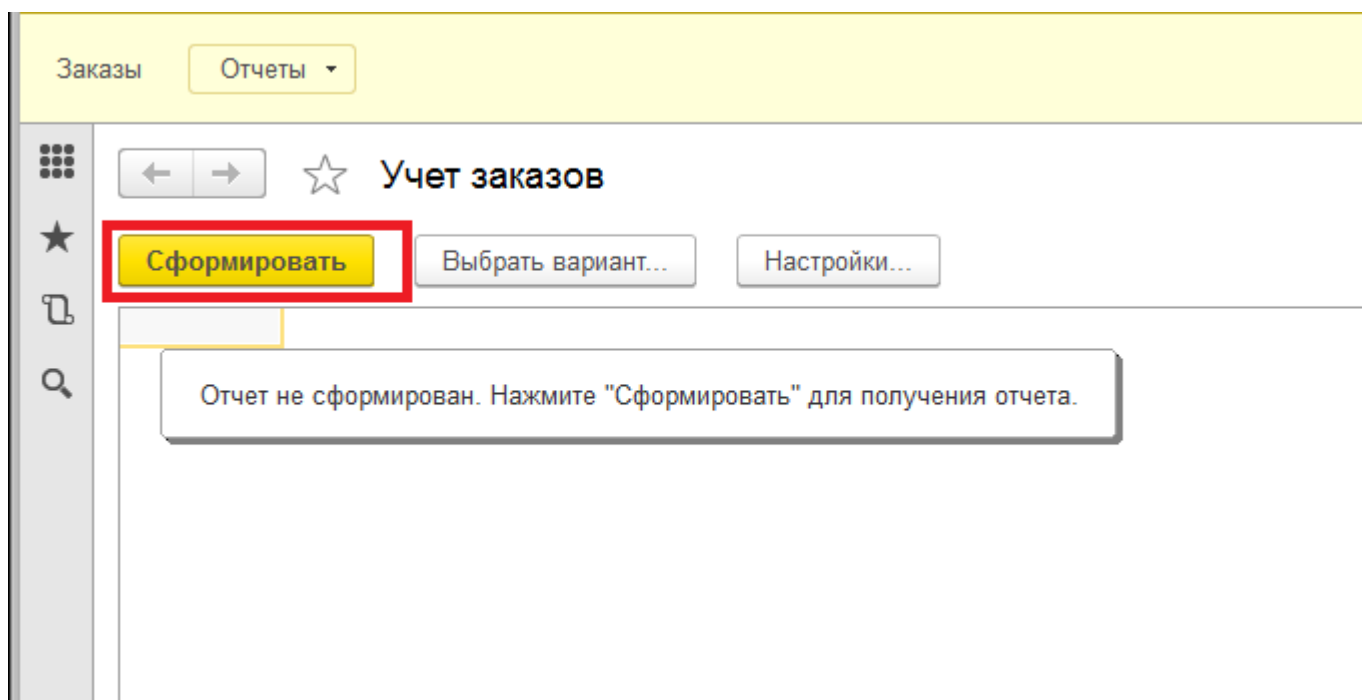 Заказы Отчеты
Учет заказов
Сформировать Выбрать вариант... Настройки...
Отчет не сформирован. Нажмите "Сформировать" для получения отчета.